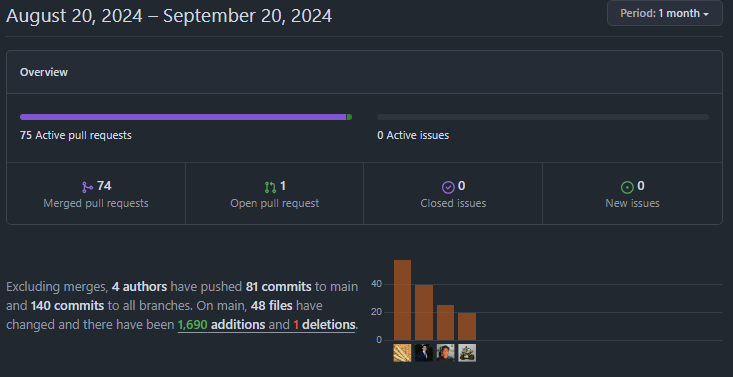 August 20, 2024 – September 20, 2024
Period: 1 month
Overview
75 Active pull requests
0 Active issues
74
Merged pull requests
1
Open pull request
0
Closed issues
0
New issues
Excluding merges, 4 authors have pushed 81 commits to main
and 140 commits to all branches. On main, 48 files have
changed and there have been 1,690 additions and 1 deletions.
40
20
0